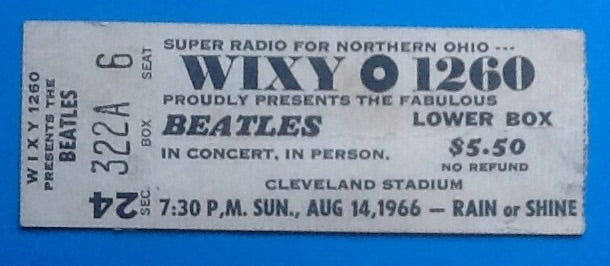 WIXY 1260
PRESENTS THE
BEATLES
SEC. 24
BOX 322A
SEAT 6
SUPER RADIO FOR NORTHERN OHIO ---
WIXY 1260
PROUDLY PRESENTS THE FABULOUS
BEATLES LOWER BOX
IN CONCERT, IN PERSON. $5.50
NO REFUND
CLEVELAND STADIUM
7:30 P,M. SUN., AUG 14,1966 — RAIN or SHINE